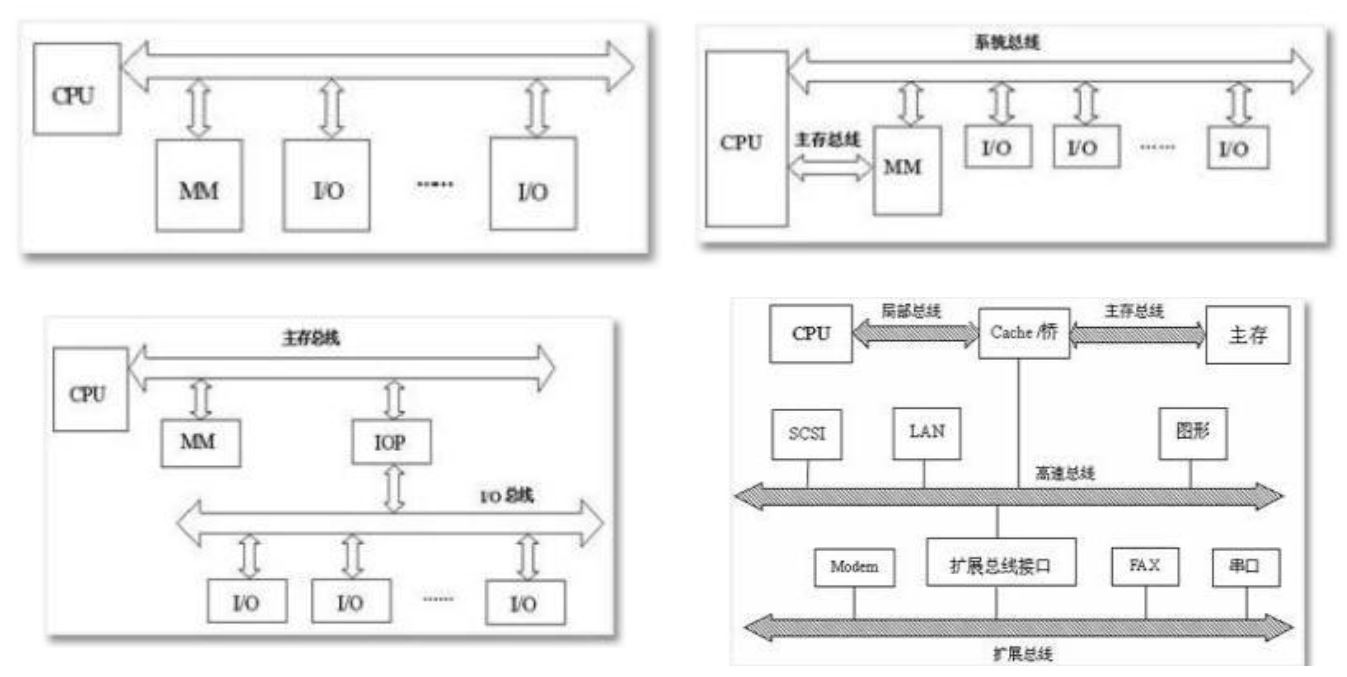 CPU
MM
I/O
······
I/O
系统总线
CPU
主存总线
MM
I/O
I/O
······
I/O
主存总线
CPU
MM
IOP
I/O 总线
I/O
I/O
······
I/O
局部总线
主存总线
CPU
Cache /桥
主存
SCSI
LAN
图形
高速总线
Modem
扩展总线接口
FAX
串口
扩展总线